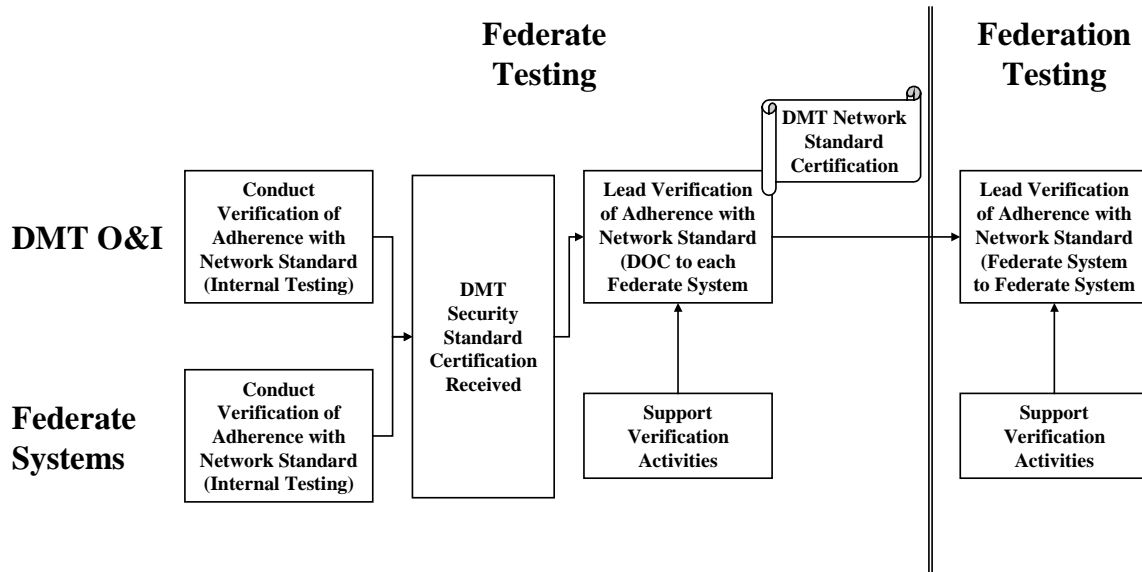 Federate
Testing
Federation
Testing
DMT Network
Standard
Certification
DMT O&I
Conduct
Verification of
Adherence with
Network Standard
(Internal Testing)
DMT
Security
Standard
Certification
Received
Lead Verification
of Adherence with
Network Standard
(DOC to each
Federate System
Lead Verification
of Adherence with
Network Standard
(Federate System
to Federate System
Federate
Systems
Conduct
Verification of
Adherence with
Network Standard
(Internal Testing)
Support
Verification
Activities
Support
Verification
Activities